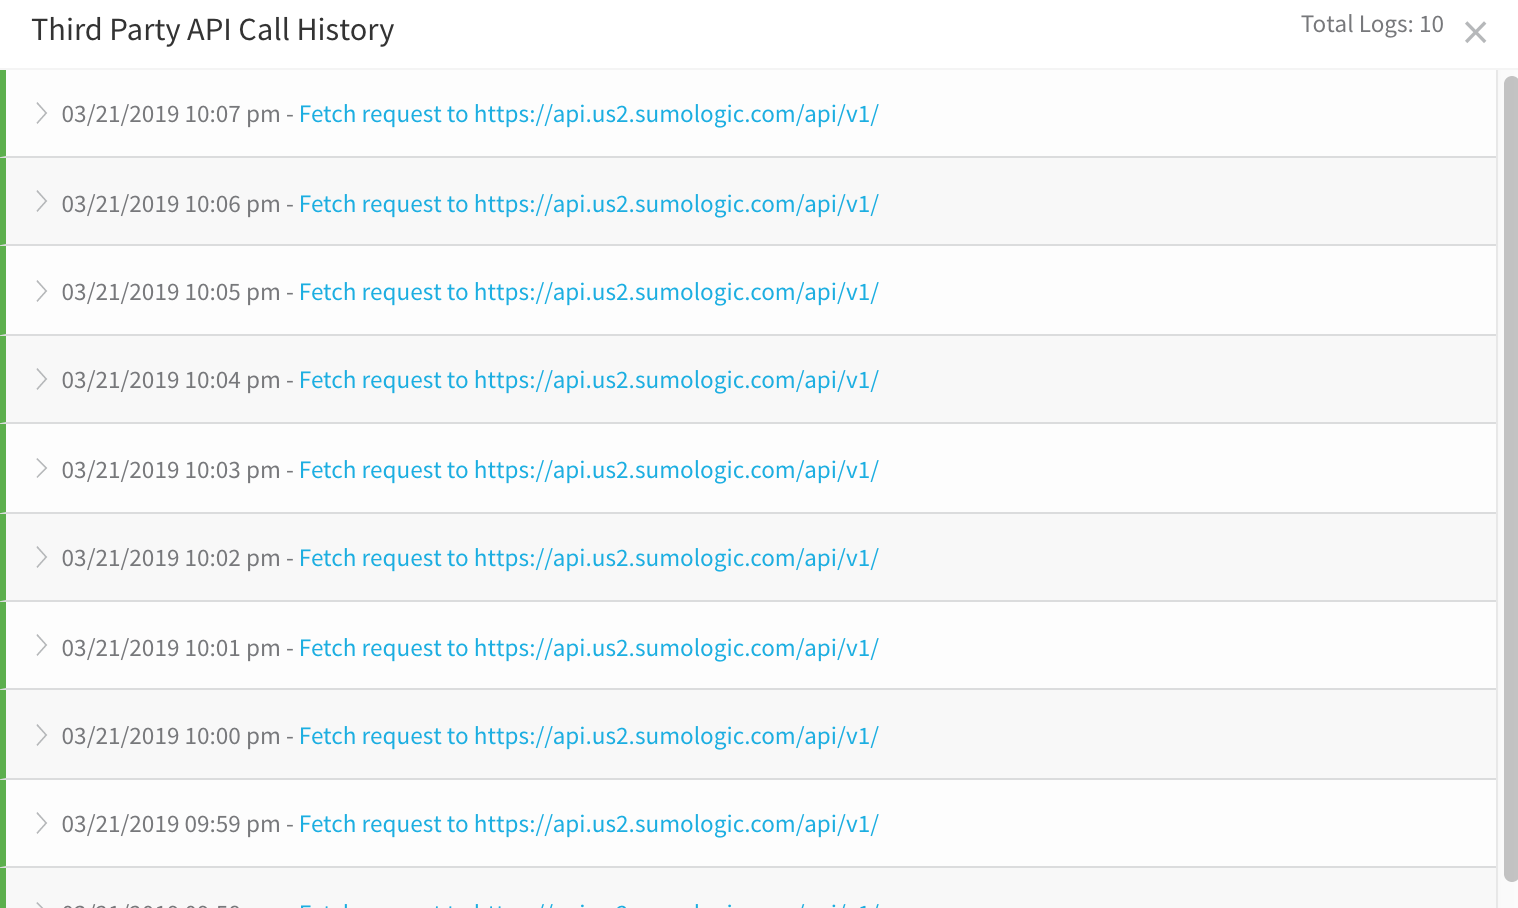 Third Party API Call History
Total Logs: 10
03/21/2019 10:07 pm - Fetch request to https://api.us2.sumologic.com/api/v1/
03/21/2019 10:06 pm - Fetch request to https://api.us2.sumologic.com/api/v1/
03/21/2019 10:05 pm - Fetch request to https://api.us2.sumologic.com/api/v1/
03/21/2019 10:04 pm - Fetch request to https://api.us2.sumologic.com/api/v1/
03/21/2019 10:03 pm - Fetch request to https://api.us2.sumologic.com/api/v1/
03/21/2019 10:02 pm - Fetch request to https://api.us2.sumologic.com/api/v1/
03/21/2019 10:01 pm - Fetch request to https://api.us2.sumologic.com/api/v1/
03/21/2019 10:00 pm - Fetch request to https://api.us2.sumologic.com/api/v1/
03/21/2019 09:59 pm - Fetch request to https://api.us2.sumologic.com/api/v1/